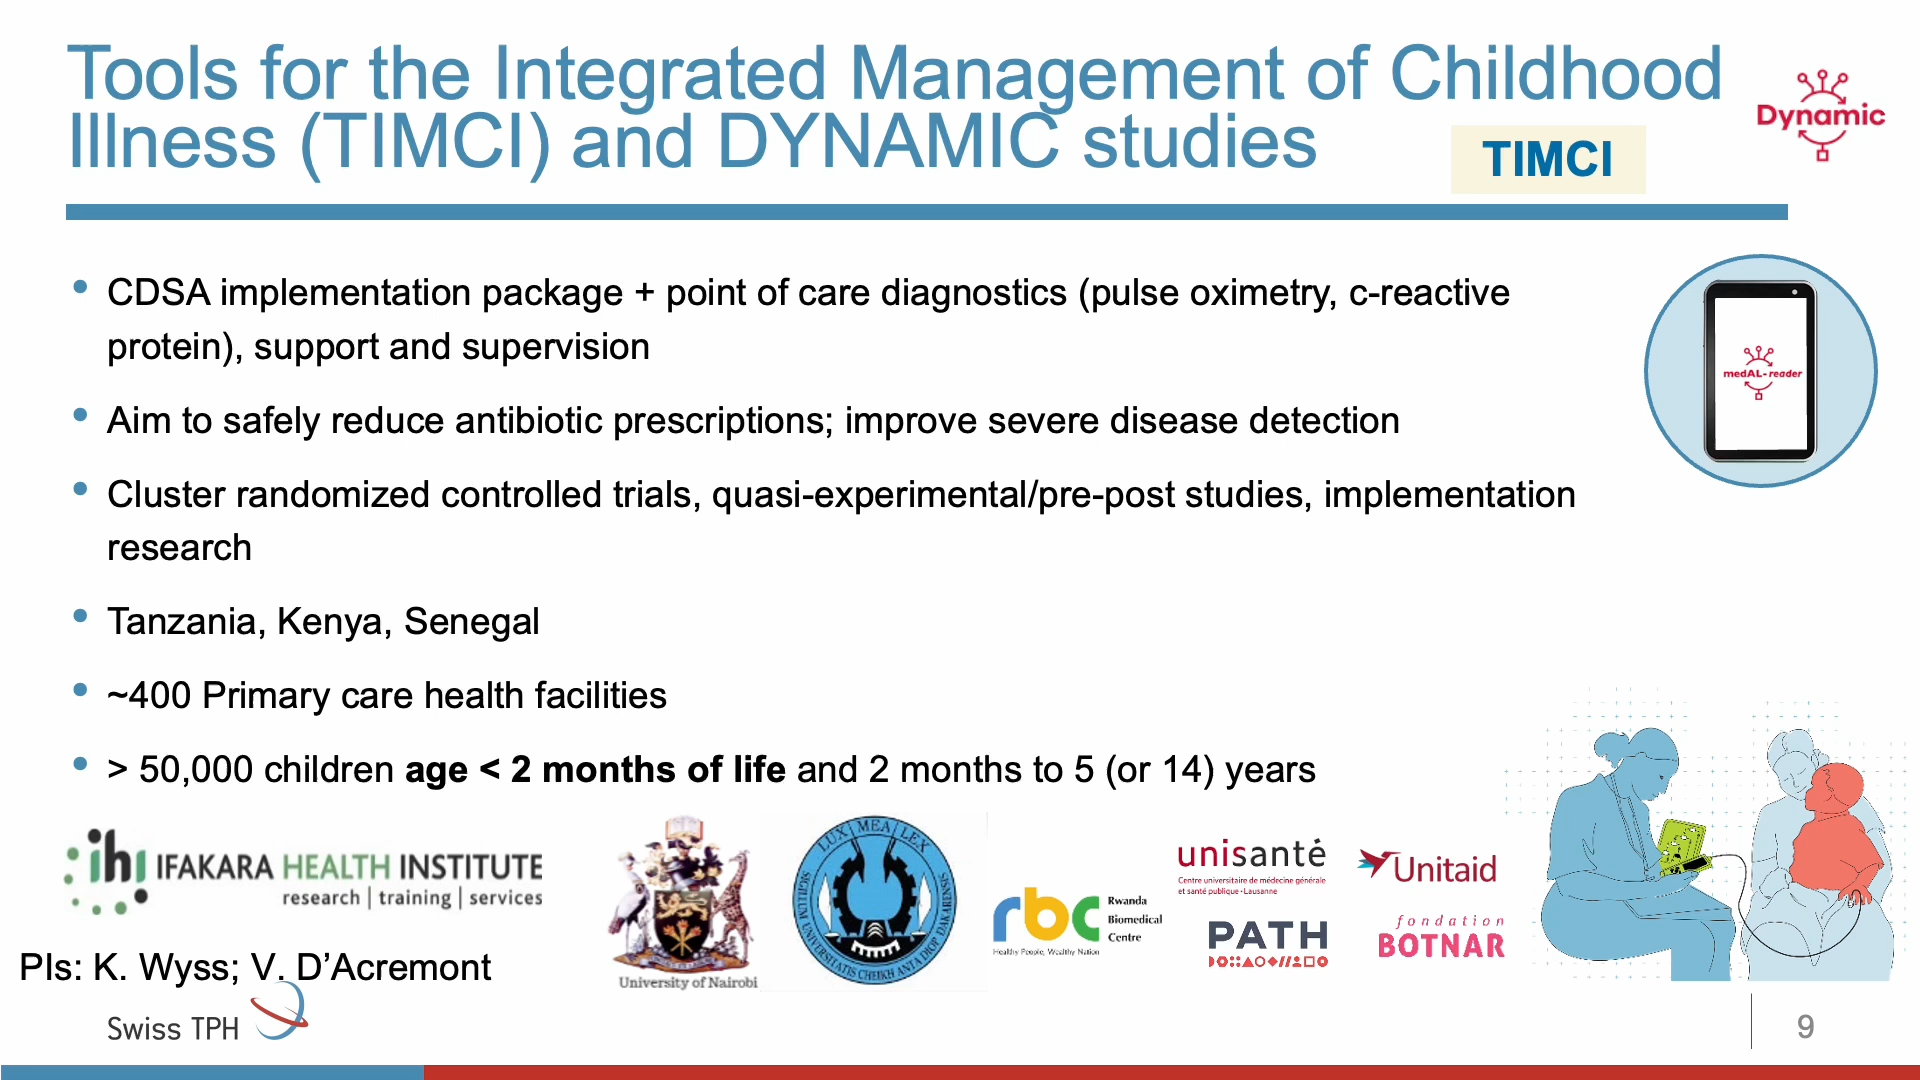 Tools for the Integrated Management of Childhood
Illness (TIMCI) and DYNAMIC studies
TIMCI
Dynamic
• CDSA implementation package + point of care diagnostics (pulse oximetry, c-reactive
protein), support and supervision
• Aim to safely reduce antibiotic prescriptions; improve severe disease detection
• Cluster randomized controlled trials, quasi-experimental/pre-post studies, implementation
research
• Tanzania, Kenya, Senegal
• ~400 Primary care health facilities
• > 50,000 children age < 2 months of life and 2 months to 5 (or 14) years
medAL-reader
ihi IFAKARA HEALTH INSTITUTE
research | training | services
University of Nairobi
LUX MEA LEX
SIGILLUM UNIVERSITATIS CHEIKH ANTA DIOP DAKARENSIS
rbc Rwanda
Biomedical
Centre
Healthy People, Wealthy Nation
unisanté
Centre universitaire de médecine générale
et santé publique · Lausanne
Unitaid
PATH
fondation
BOTNAR
PIs: K. Wyss; V. D’Acremont
Swiss TPH
9